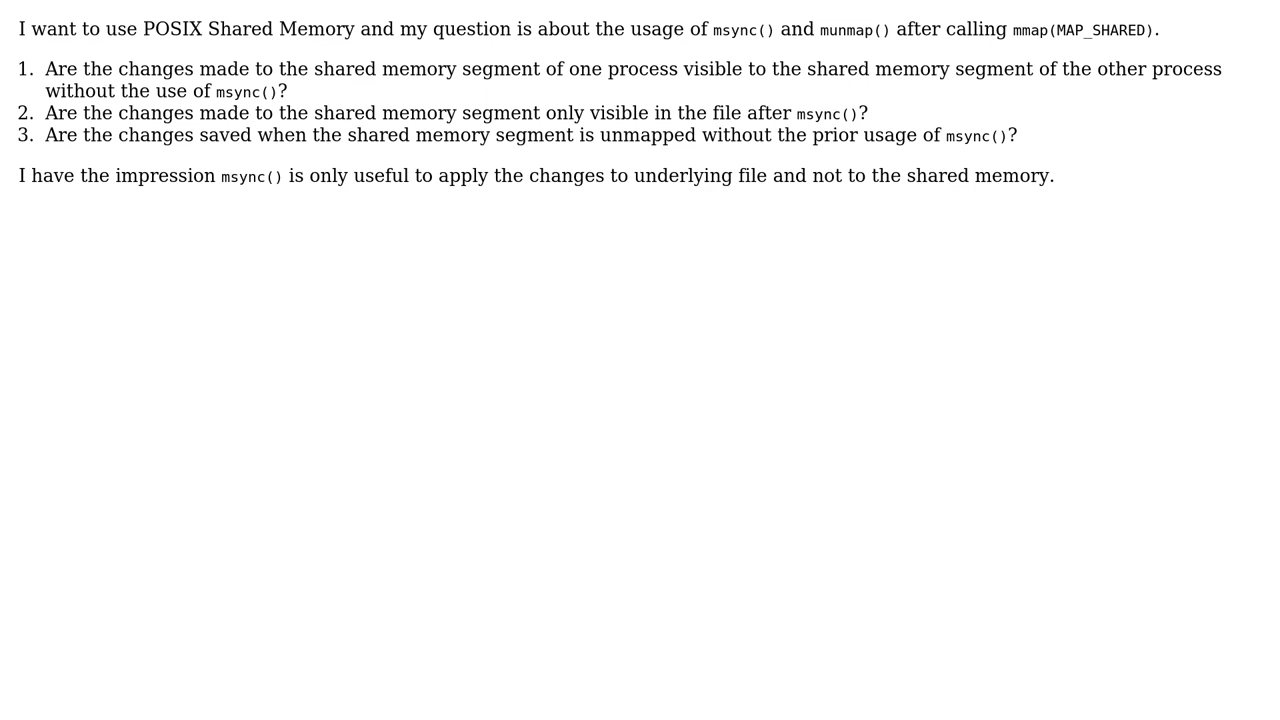 I want to use POSIX Shared Memory and my question is about the usage of msync() and munmap() after calling mmap(MAP_SHARED).
1. Are the changes made to the shared memory segment of one process visible to the shared memory segment of the other process
without the use of msync()?
2. Are the changes made to the shared memory segment only visible in the file after msync()?
3. Are the changes saved when the shared memory segment is unmapped without the prior usage of msync()?
I have the impression msync() is only useful to apply the changes to underlying file and not to the shared memory.